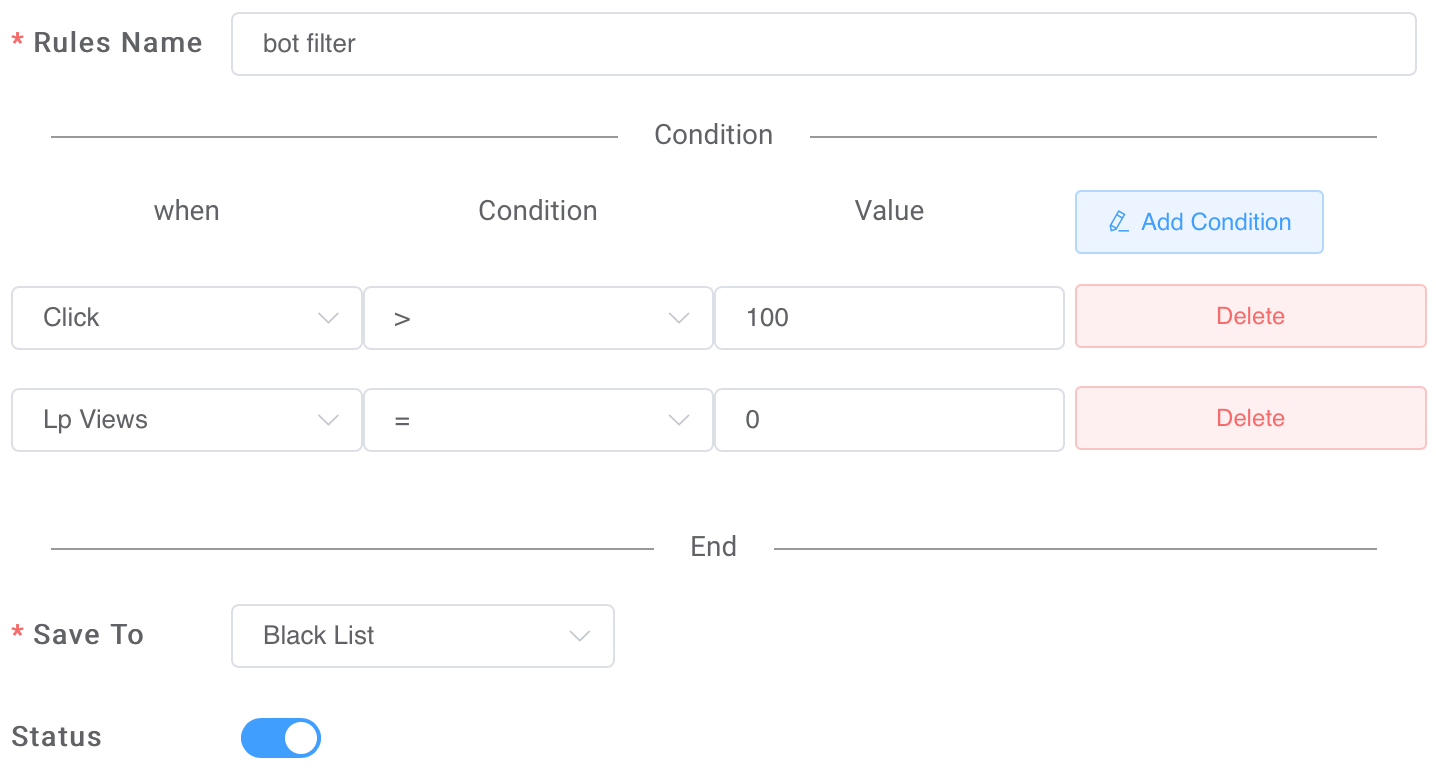 * Rules Name bot filter
Condition
when Condition Value Add Condition
Click > 100 Delete
Lp Views = 0 Delete
End
* Save To Black List
Status